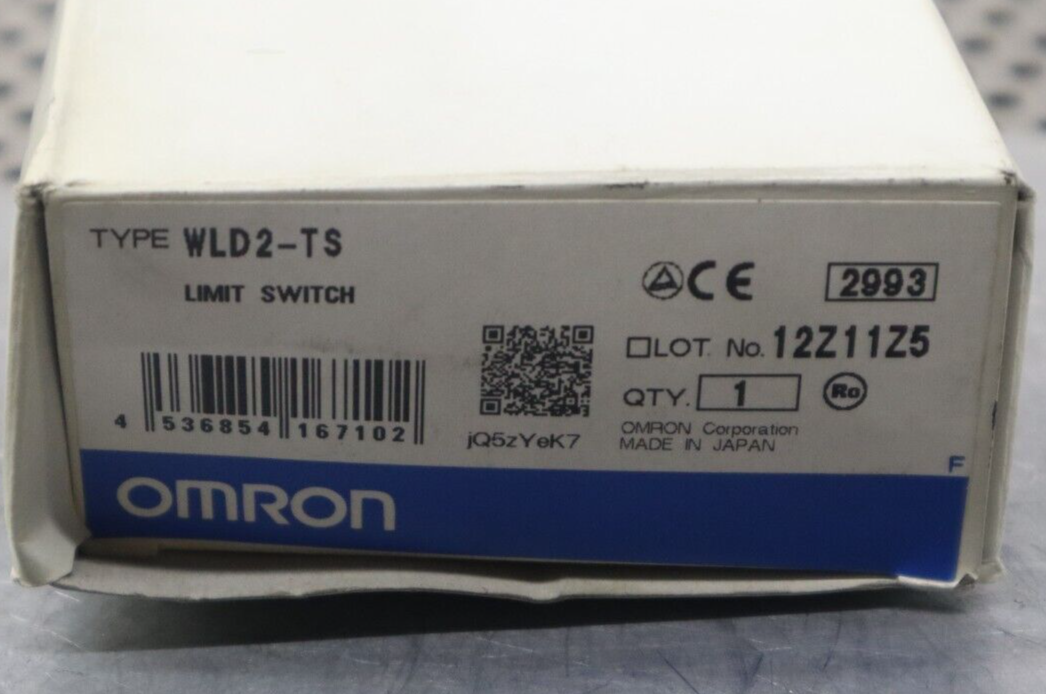 TYPE WLD2-TS
LIMIT SWITCH
CE 2993
LOT. No. 12Z11Z5
QTY. 1 Ro
4 536854 167102
jQ5zYeK7
OMRON Corporation
MADE IN JAPAN
F
OMRON